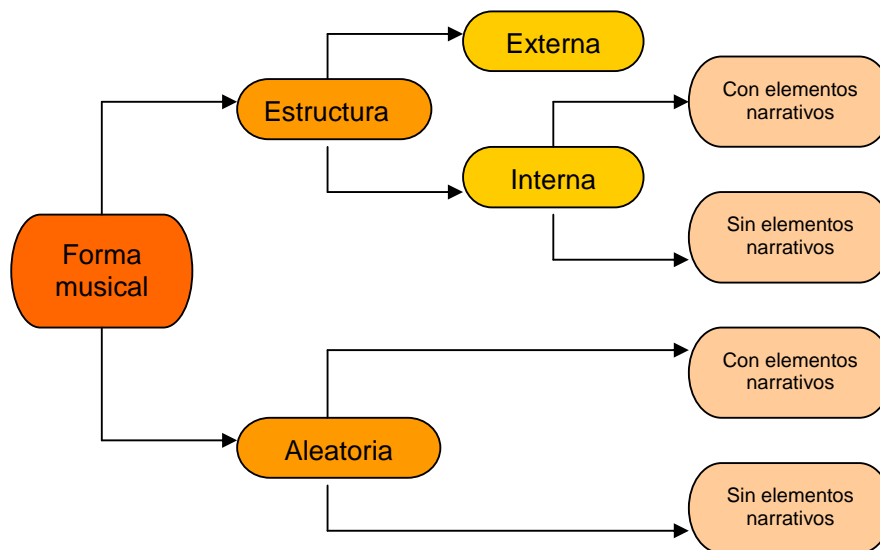 Externa
Con elementos
narrativos
Estructura
Interna
Sin elementos
narrativos
Forma
musical
Con elementos
narrativos
Aleatoria
Sin elementos
narrativos